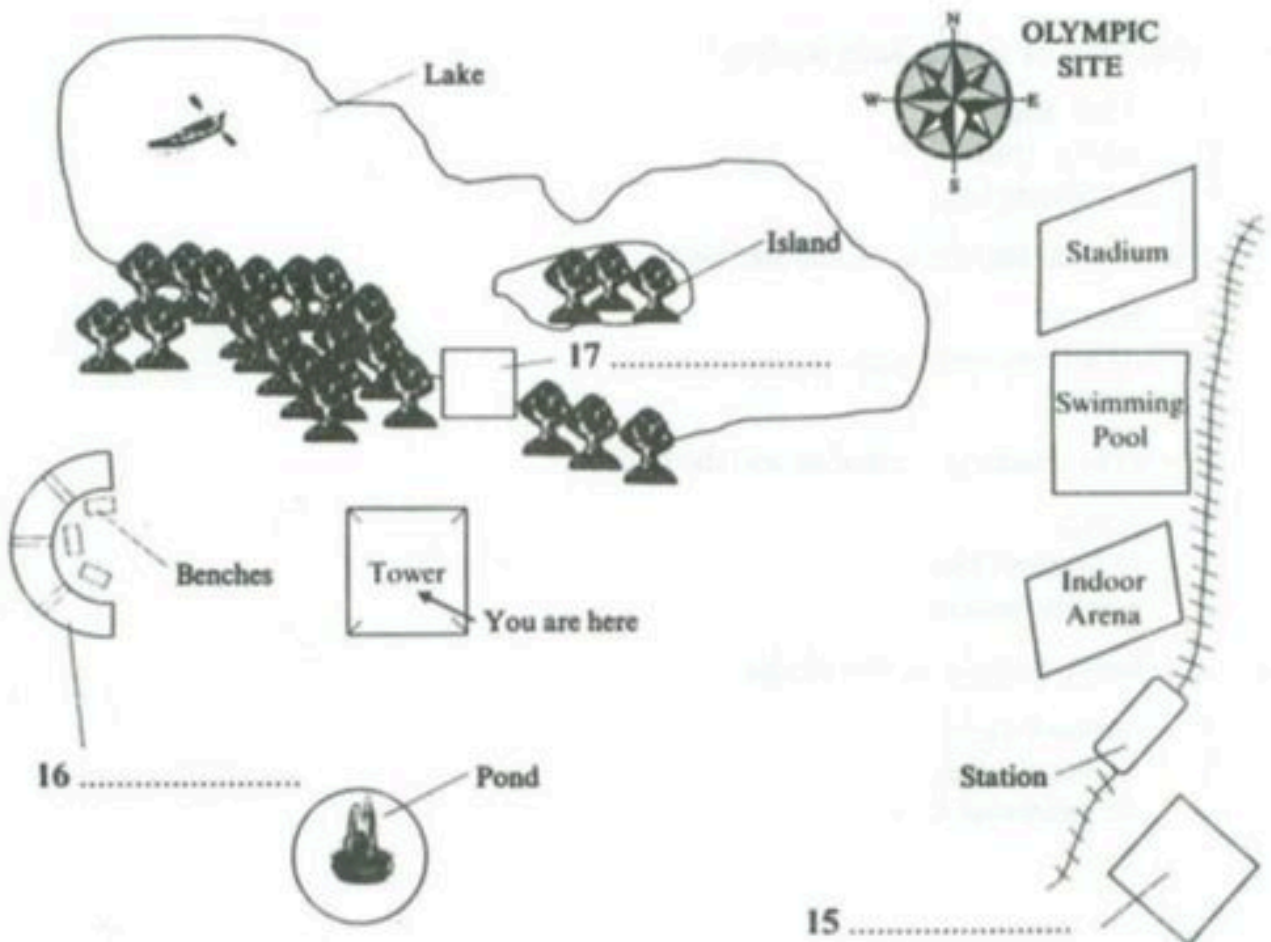 N
OLYMPIC
SITE
W
E
S
Lake
Island
Stadium
17 ..............................
Swimming
Pool
Benches
Tower
You are here
Indoor
Arena
16 ..............................
Pond
Station
15 ..............................